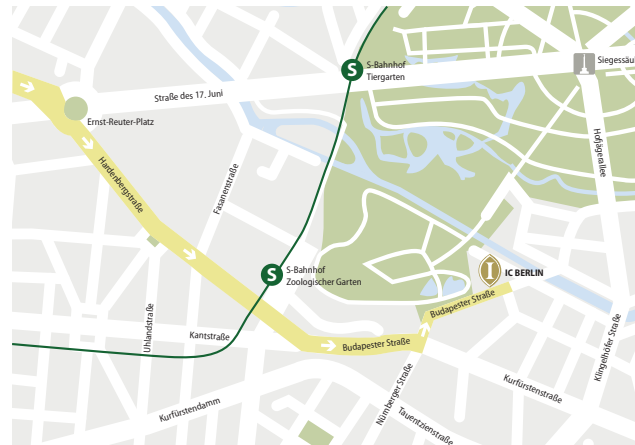 S
S-Bahnhof
Tiergarten
Siegessäul
Straße des 17. Juni
Ernst-Reuter-Platz
Hofjägerallee
Hardenbergstraße
Fasanenstraße
S
S-Bahnhof
Zoologischer Garten
I
IC BERLIN
Budapester Straße
Uhlandstraße
Kantstraße
Budapester Straße
Klingelhöfer Straße
Kurfürstenstraße
Kurfürstendamm
Nürnberger Straße
Tauentzienstraße